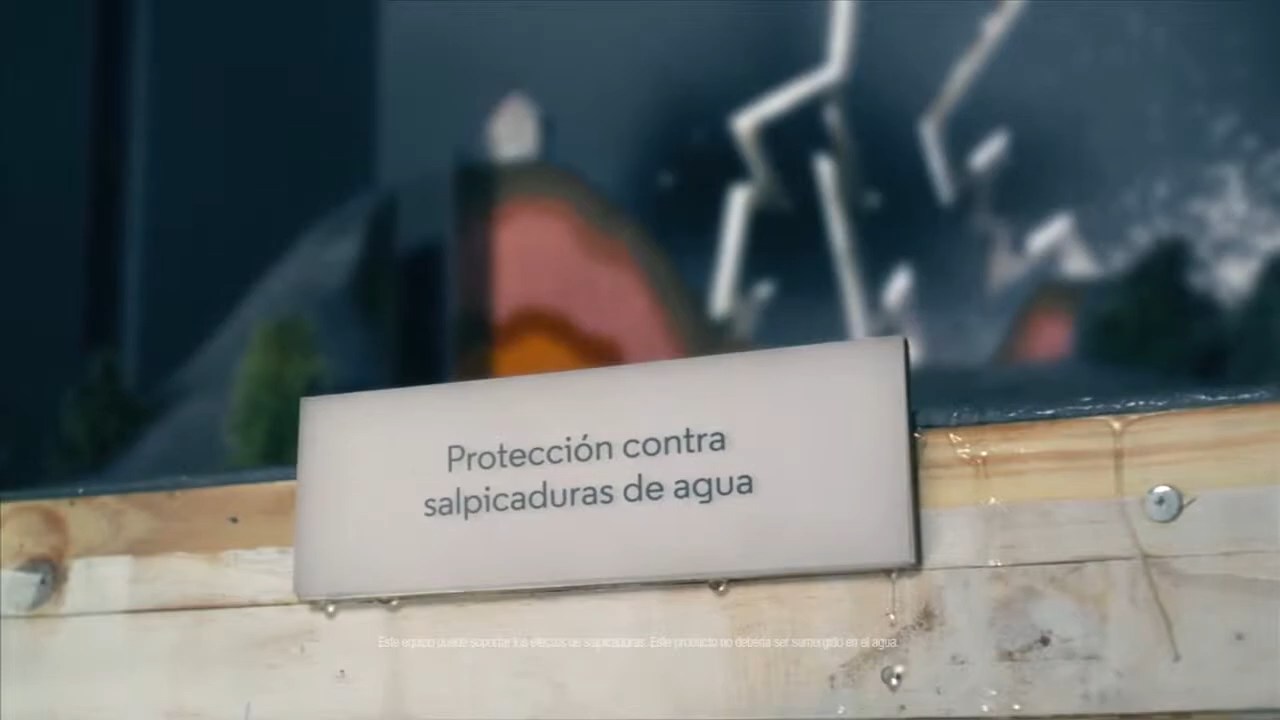 Protección contra
salpicaduras de agua
Este equipo puede soportar los efectos de salpicaduras. Este producto no debería ser sumergido en el agua.